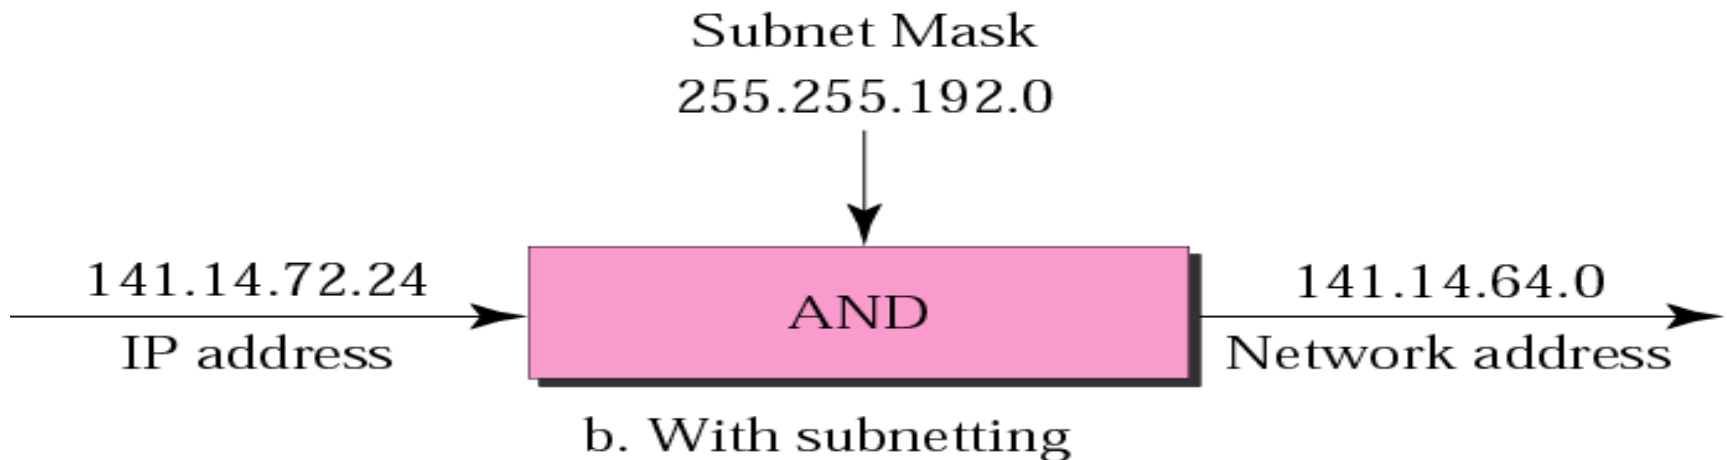 Subnet Mask
255.255.192.0
141.14.72.24
IP address
AND
141.14.64.0
Network address
b. With subnetting